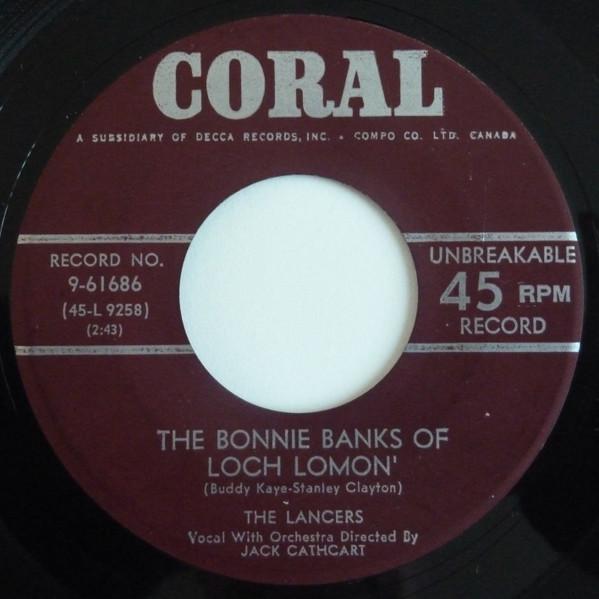 CORAL
A SUBSIDIARY OF DECCA RECORDS, INC. • COMPO CO. LTD. CANADA
RECORD NO.
9-61686
(45-L 9258)
(2:43)
UNBREAKABLE
45 RPM
RECORD
THE BONNIE BANKS OF
LOCH LOMON'
(Buddy Kaye-Stanley Clayton)
THE LANCERS
Vocal With Orchestra Directed By
JACK CATHCART